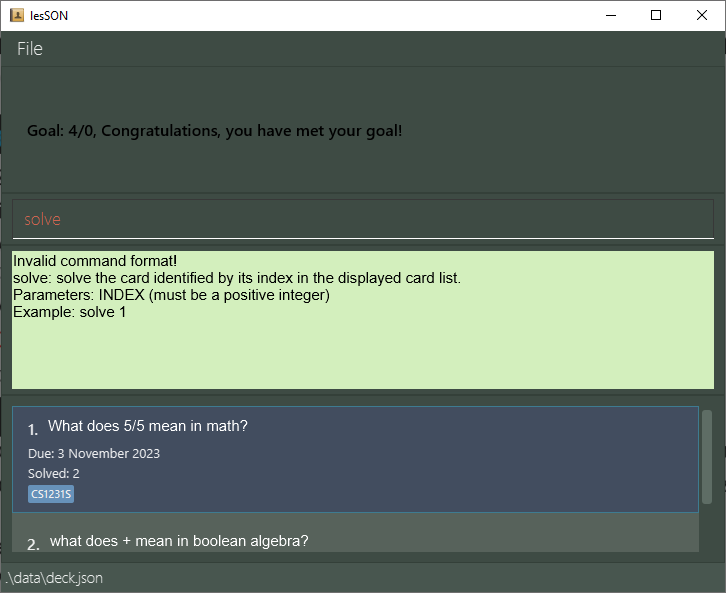 lesSON
File
Goal: 4/0, Congratulations, you have met your goal!
solve
Invalid command format!
solve: solve the card identified by its index in the displayed card list.
Parameters: INDEX (must be a positive integer)
Example: solve 1
1. What does 5/5 mean in math?
Due: 3 November 2023
Solved: 2
CS1231S
2. what does + mean in boolean algebra?
.\data\deck.json